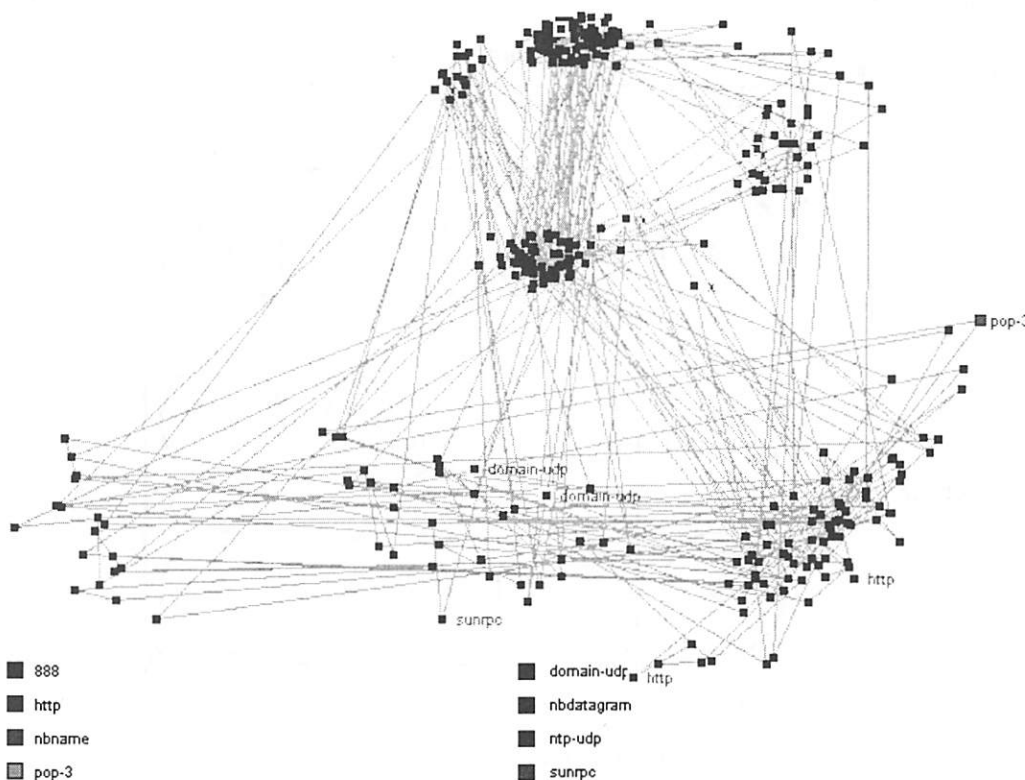 pop-3
domain-udp
domain-udp
http
sunrpc
http
888
http
nbname
pop-3
domain-udp
nbdatagram
ntp-udp
sunrpc